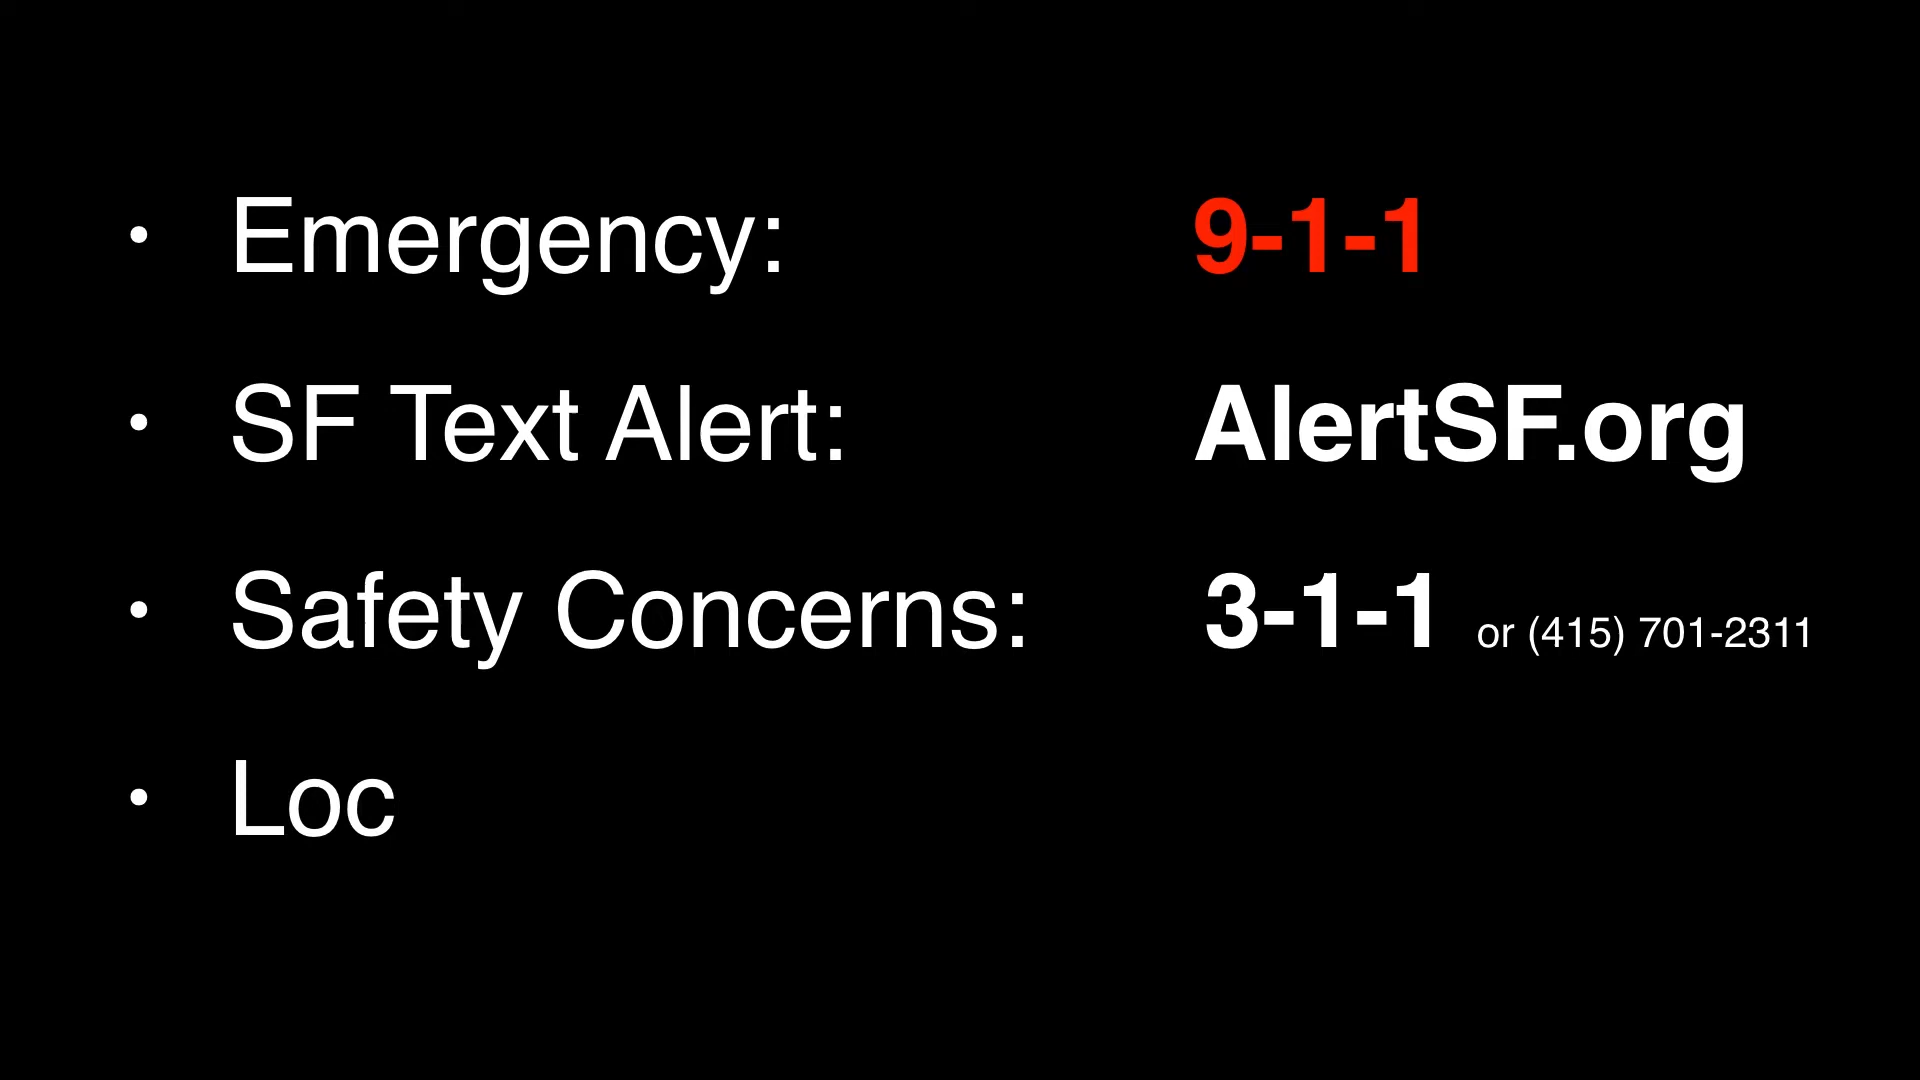 • Emergency: 9-1-1
• SF Text Alert: AlertSF.org
• Safety Concerns: 3-1-1 or (415) 701-2311
• Loc